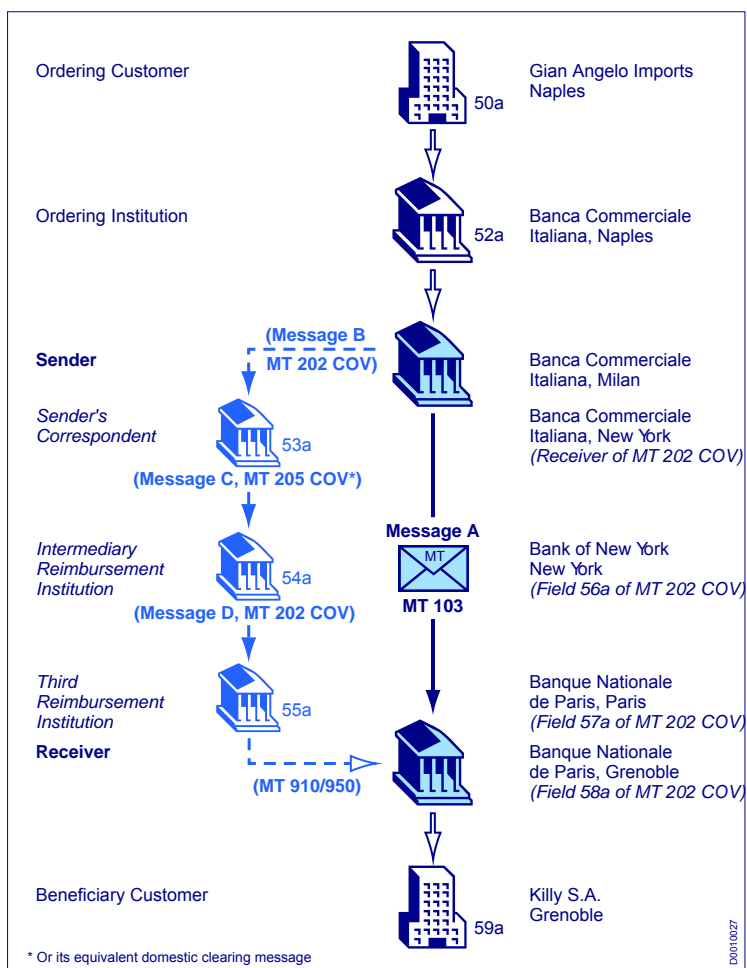 Ordering Customer
50a
Gian Angelo Imports
Naples
Ordering Institution
52a
Banca Commerciale
Italiana, Naples
(Message B
MT 202 COV)
Sender
Banca Commerciale
Italiana, Milan
Sender's
Correspondent
53a
Banca Commerciale
Italiana, New York
(Receiver of MT 202 COV)
(Message C, MT 205 COV*)
Message A
MT
MT 103
Intermediary
Reimbursement
Institution
54a
Bank of New York
New York
(Field 56a of MT 202 COV)
(Message D, MT 202 COV)
Third
Reimbursement
Institution
55a
Banque Nationale
de Paris, Paris
(Field 57a of MT 202 COV)
Receiver
(MT 910/950)
Banque Nationale
de Paris, Grenoble
(Field 58a of MT 202 COV)
Beneficiary Customer
59a
Killy S.A.
Grenoble
* Or its equivalent domestic clearing message
D0010027